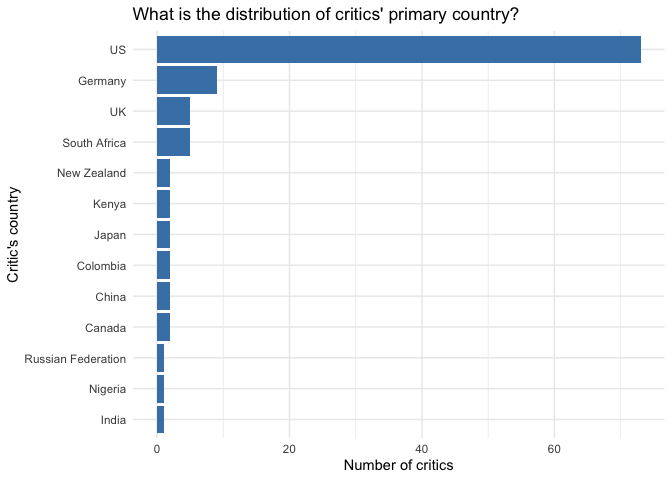 What is the distribution of critics' primary country?
US
Germany
UK
South Africa
New Zealand
Kenya
Japan
Colombia
China
Canada
Russian Federation
Nigeria
India
Critic's country
0 20 40 60
Number of critics